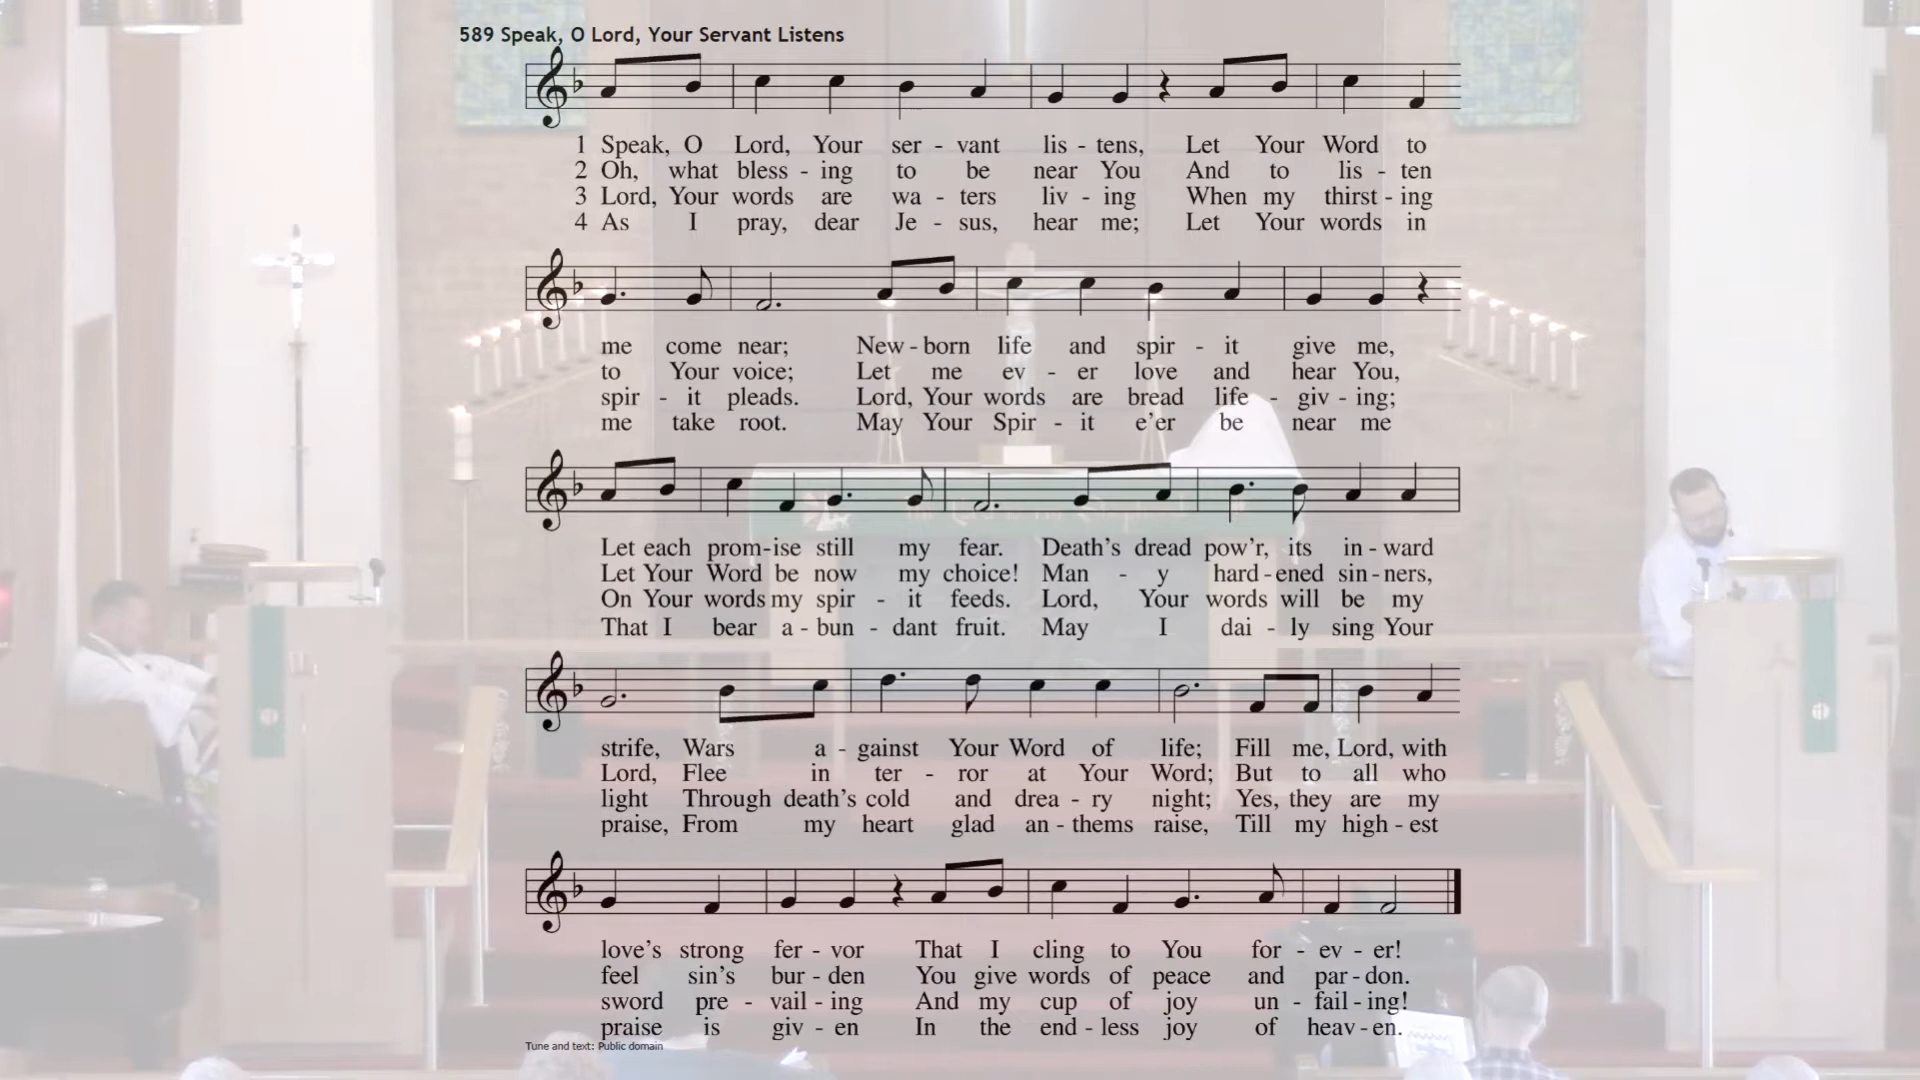 589 Speak, O Lord, Your Servant Listens
1 Speak, O Lord, Your ser - vant lis - tens, Let Your Word to
2 Oh, what bless - ing to be near You And to lis - ten
3 Lord, Your words are wa - ters liv - ing When my thirst - ing
4 As I pray, dear Je - sus, hear me; Let Your words in
me come near; New - born life and spir - it give me,
to Your voice; Let me ev - er love and hear You,
spir - it pleads. Lord, Your words are bread life - giv - ing;
me take root. May Your Spir - it e'er be near me
Let each prom - ise still my fear. Death's dread pow'r, its in - ward
Let Your Word be now my choice! Man - y hard - ened sin - ners,
On Your words my spir - it feeds. Lord, Your words will be my
That I bear a - bun - dant fruit. May I dai - ly sing Your
strife, Wars a - gainst Your Word of life; Fill me, Lord, with
Lord, Flee in ter - ror at Your Word; But to all who
light Through death's cold and drea - ry night; Yes, they are my
praise, From my heart glad an - thems raise, Till my high - est
love's strong fer - vor That I cling to You for - ev - er!
feel sin's bur - den You give words of peace and par - don.
sword pre - vail - ing And my cup of joy un - fail - ing!
praise is giv - en In the end - less joy of heav - en.
Tune and text: Public domain